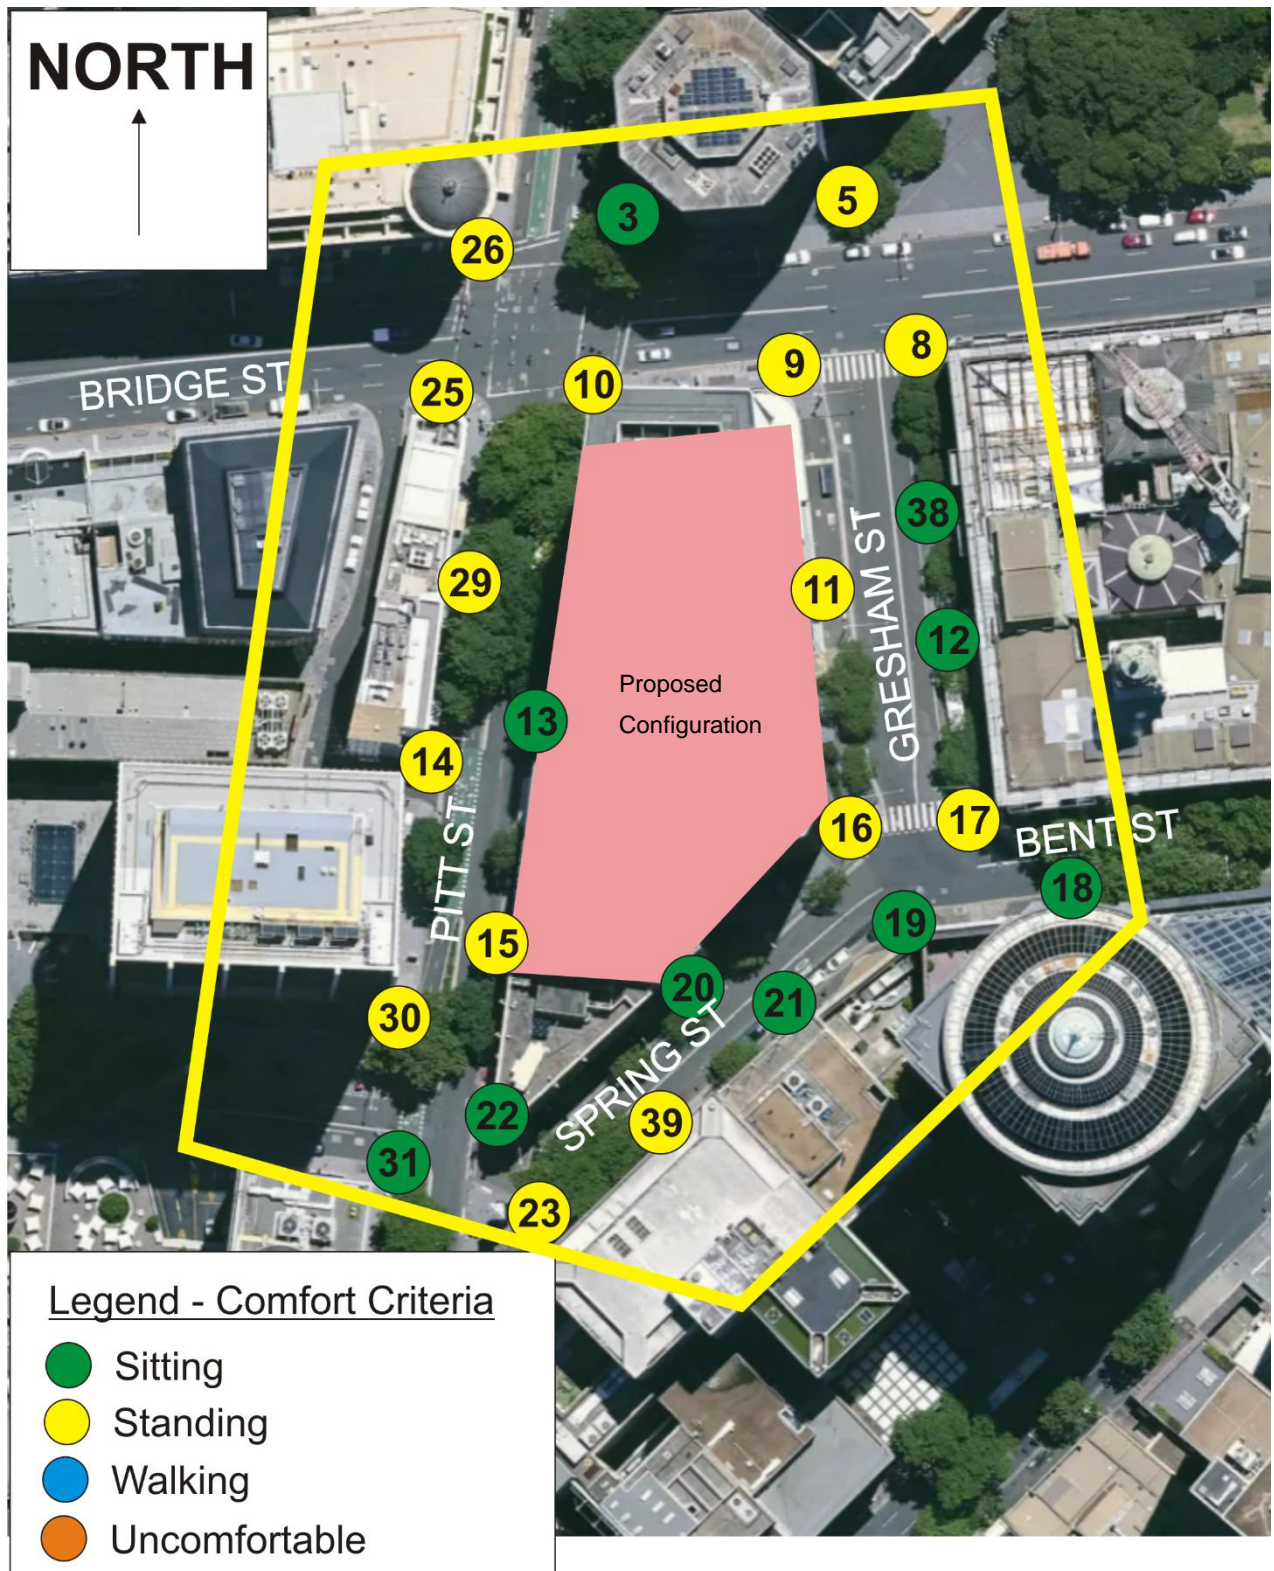 NORTH
3
5
26
8
9
BRIDGE ST
25
10
38
29
11
GRESHAM ST
12
Proposed
Configuration
13
14
PITT ST
16
17
BENT ST
18
19
15
20
21
30
SPRING ST
22
39
31
23
Legend - Comfort Criteria
Sitting
Standing
Walking
Uncomfortable